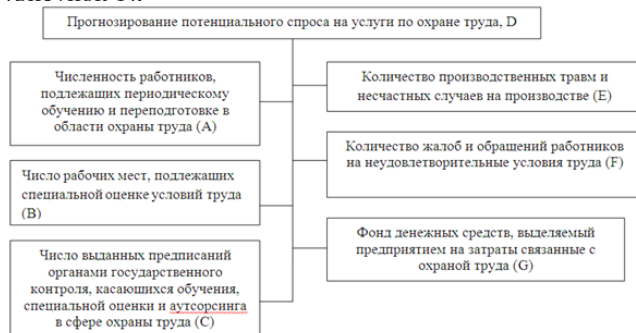 Прогнозирование потенциального спроса на услуги по охране труда, D
Численность работников,
подлежащих периодическому
обучению и переподготовке в
области охраны труда (A)
Число рабочих мест, подлежащих
специальной оценке условий труда
(B)
Число выданных предписаний
органами государственного
контроля, касающихся обучения,
специальной оценки и аутсорсинга
в сфере охраны труда (C)
Количество производственных травм и
несчастных случаев на производстве (E)
Количество жалоб и обращений работников
на неудовлетворительные условия труда (F)
Фонд денежных средств, выделяемый
предприятием на затраты связанные с
охраной труда (G)